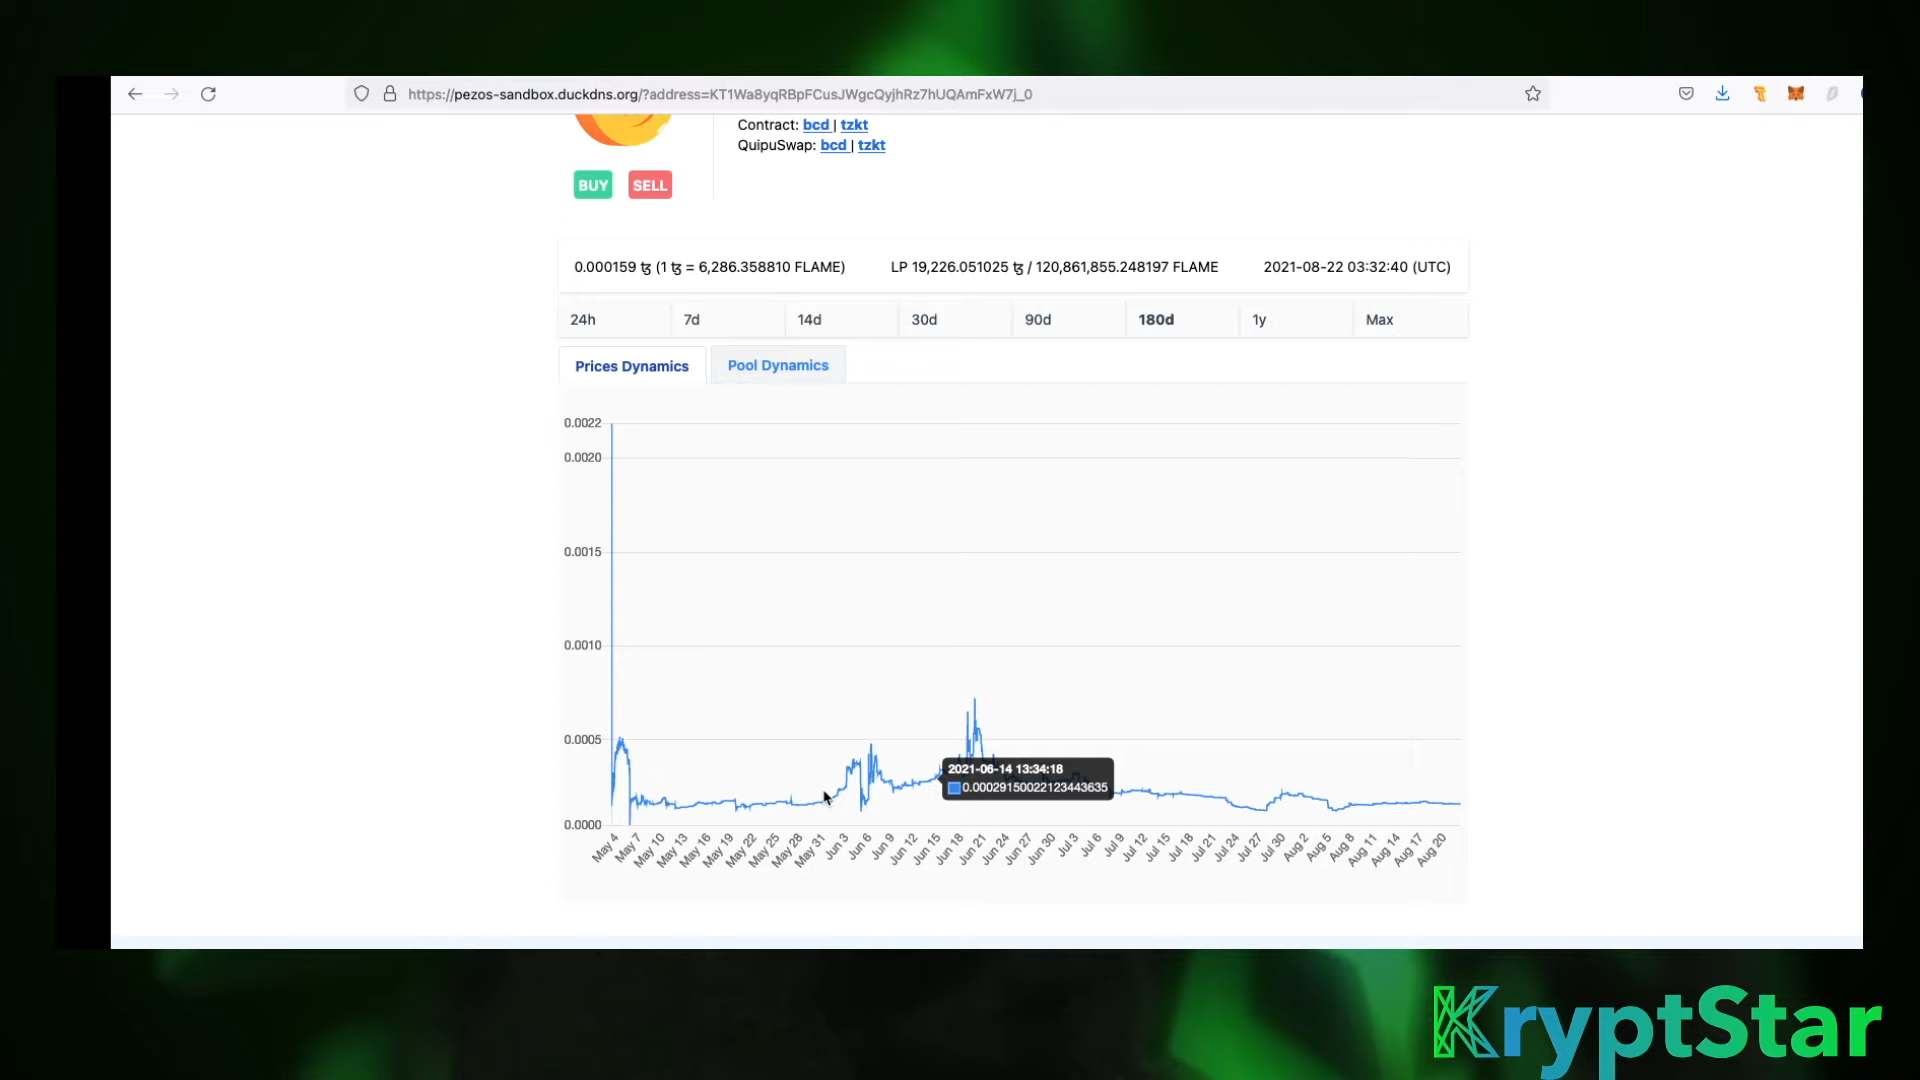 https://pezos-sandbox.duckdns.org/?address=KT1Wa8yqRBpFCusJWgcQyjhRz7hUQAmFxW7j_0
Contract: bcd | tzkt
QuipuSwap: bcd | tzkt
BUY SELL
0.000159 ꜩ (1 ꜩ = 6,286.358810 FLAME) LP 19,226.051025 ꜩ / 120,861,855.248197 FLAME 2021-08-22 03:32:40 (UTC)
24h 7d 14d 30d 90d 180d 1y Max
Prices Dynamics Pool Dynamics
0.0022
0.0020
0.0015
0.0010
0.0005
2021-06-14 13:34:18
0.00029150022123443635
0.0000
May 4 May 7 May 10 May 13 May 16 May 19 May 22 May 25 May 28 May 31 Jun 3 Jun 6 Jun 9 Jun 12 Jun 15 Jun 18 Jun 21 Jun 24 Jun 27 Jun 30 Jul 3 Jul 6 Jul 9 Jul 12 Jul 15 Jul 18 Jul 21 Jul 24 Jul 27 Jul 30 Aug 2 Aug 5 Aug 8 Aug 11 Aug 14 Aug 17 Aug 20
KryptStar